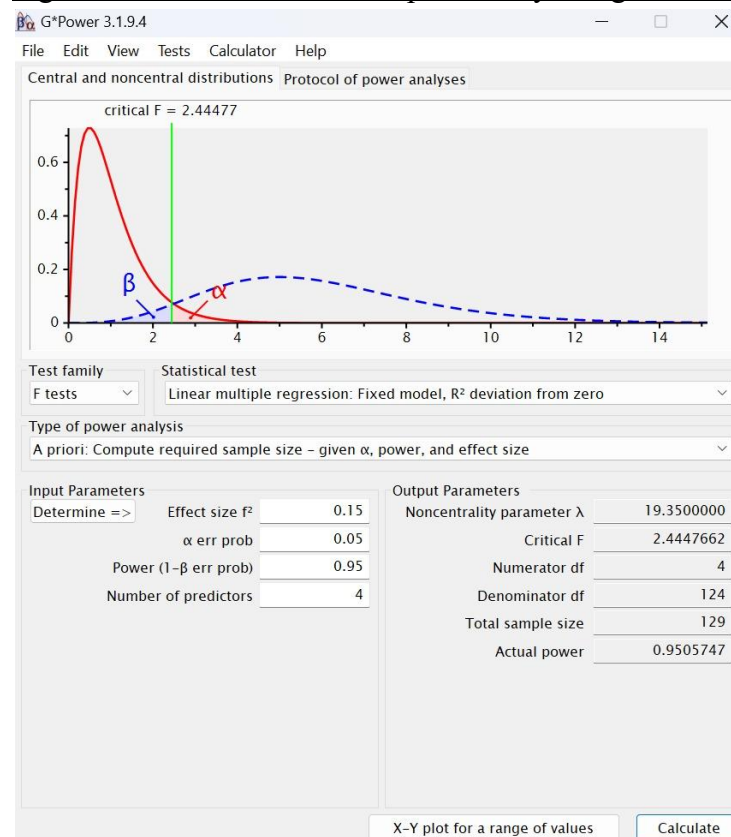 G*Power 3.1.9.4
File Edit View Tests Calculator Help
Central and noncentral distributions Protocol of power analyses
critical F = 2.44477
0.6
0.4
0.2
0
β
α
0 2 4 6 8 10 12 14
Test family Statistical test
F tests Linear multiple regression: Fixed model, R² deviation from zero
Type of power analysis
A priori: Compute required sample size – given α, power, and effect size
Input Parameters Output Parameters
Determine => Effect size f² 0.15 Noncentrality parameter λ 19.3500000
α err prob 0.05 Critical F 2.4447662
Power (1-β err prob) 0.95 Numerator df 4
Number of predictors 4 Denominator df 124
Total sample size 129
Actual power 0.9505747
X-Y plot for a range of values Calculate